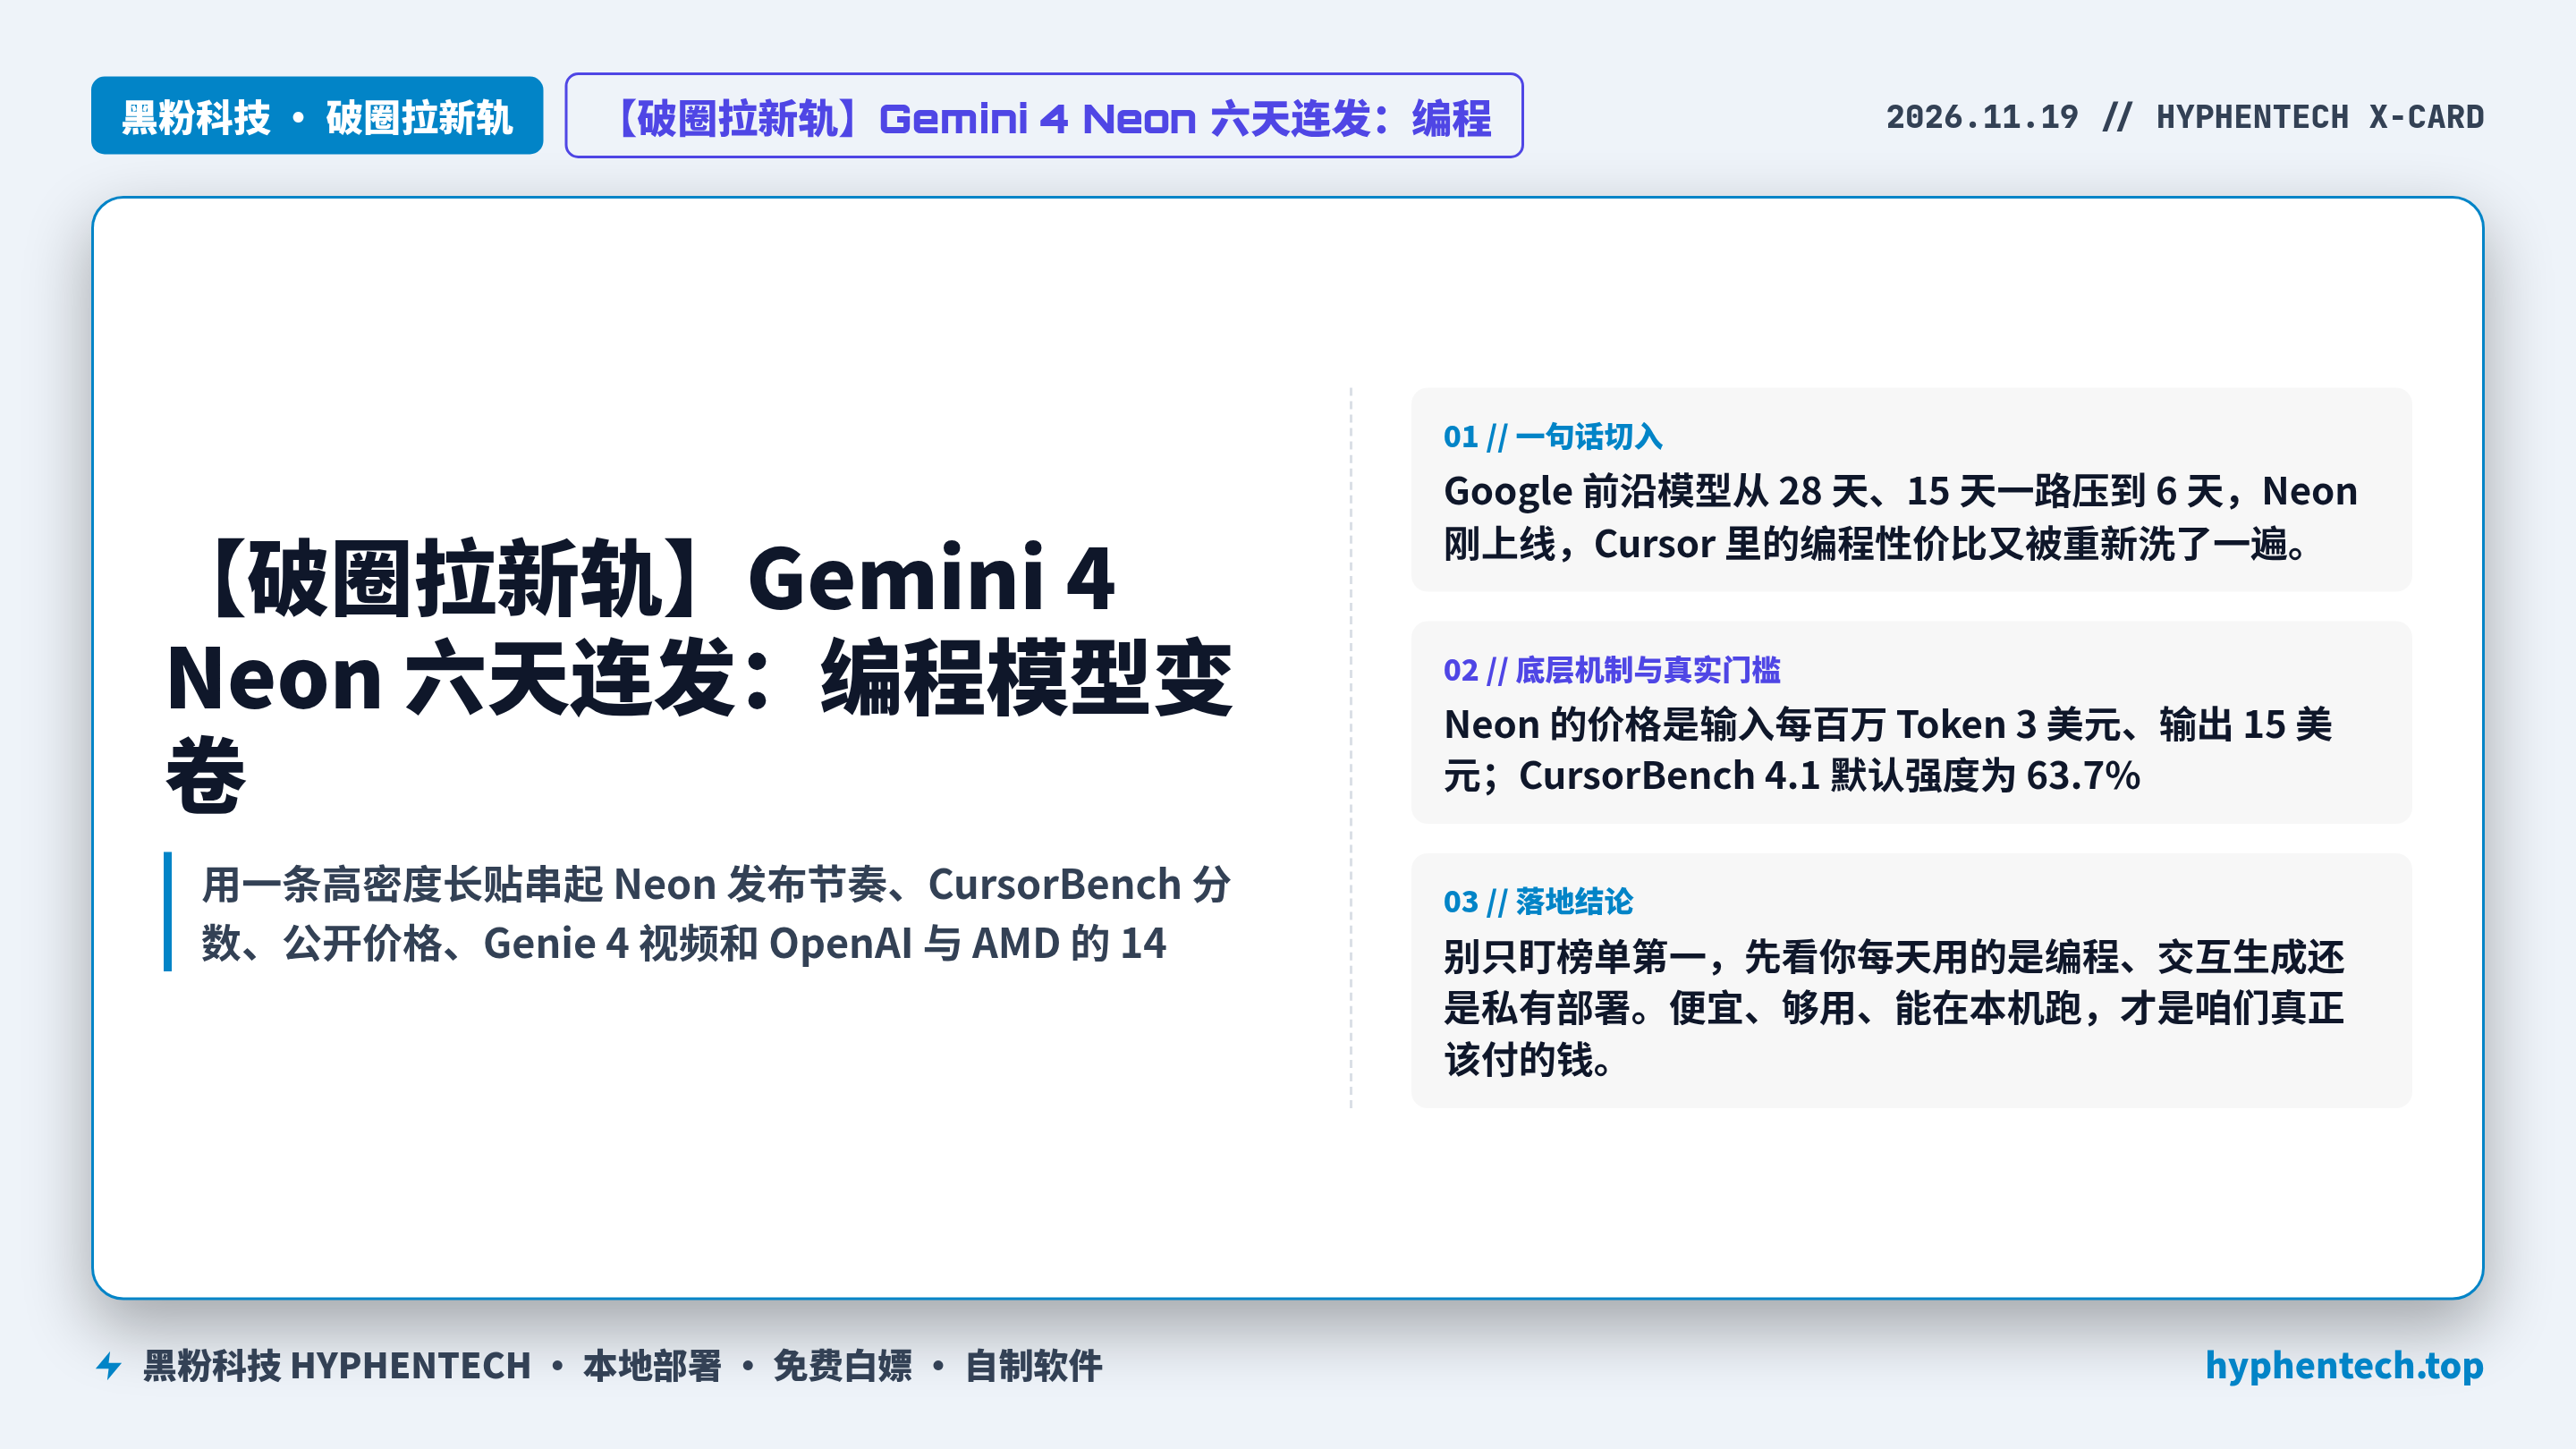 黑粉科技 · 破圈拉新轨
【破圈拉新轨】Gemini 4 Neon 六天连发：编程
2026.11.19 // HYPHENTECH X-CARD
【破圈拉新轨】Gemini 4
Neon 六天连发：编程模型变
卷
用一条高密度长贴串起 Neon 发布节奏、CursorBench 分
数、公开价格、Genie 4 视频和 OpenAI 与 AMD 的 14
01 // 一句话切入
Google 前沿模型从 28 天、15 天一路压到 6 天，Neon
刚上线，Cursor 里的编程性价比又被重新洗了一遍。
02 // 底层机制与真实门槛
Neon 的价格是输入每百万 Token 3 美元、输出 15 美
元；CursorBench 4.1 默认强度为 63.7%
03 // 落地结论
别只盯榜单第一，先看你每天用的是编程、交互生成还
是私有部署。便宜、够用、能在本机跑，才是咱们真正
该付的钱。
黑粉科技 HYPHENTECH · 本地部署 · 免费白嫖 · 自制软件
hyphentech.top